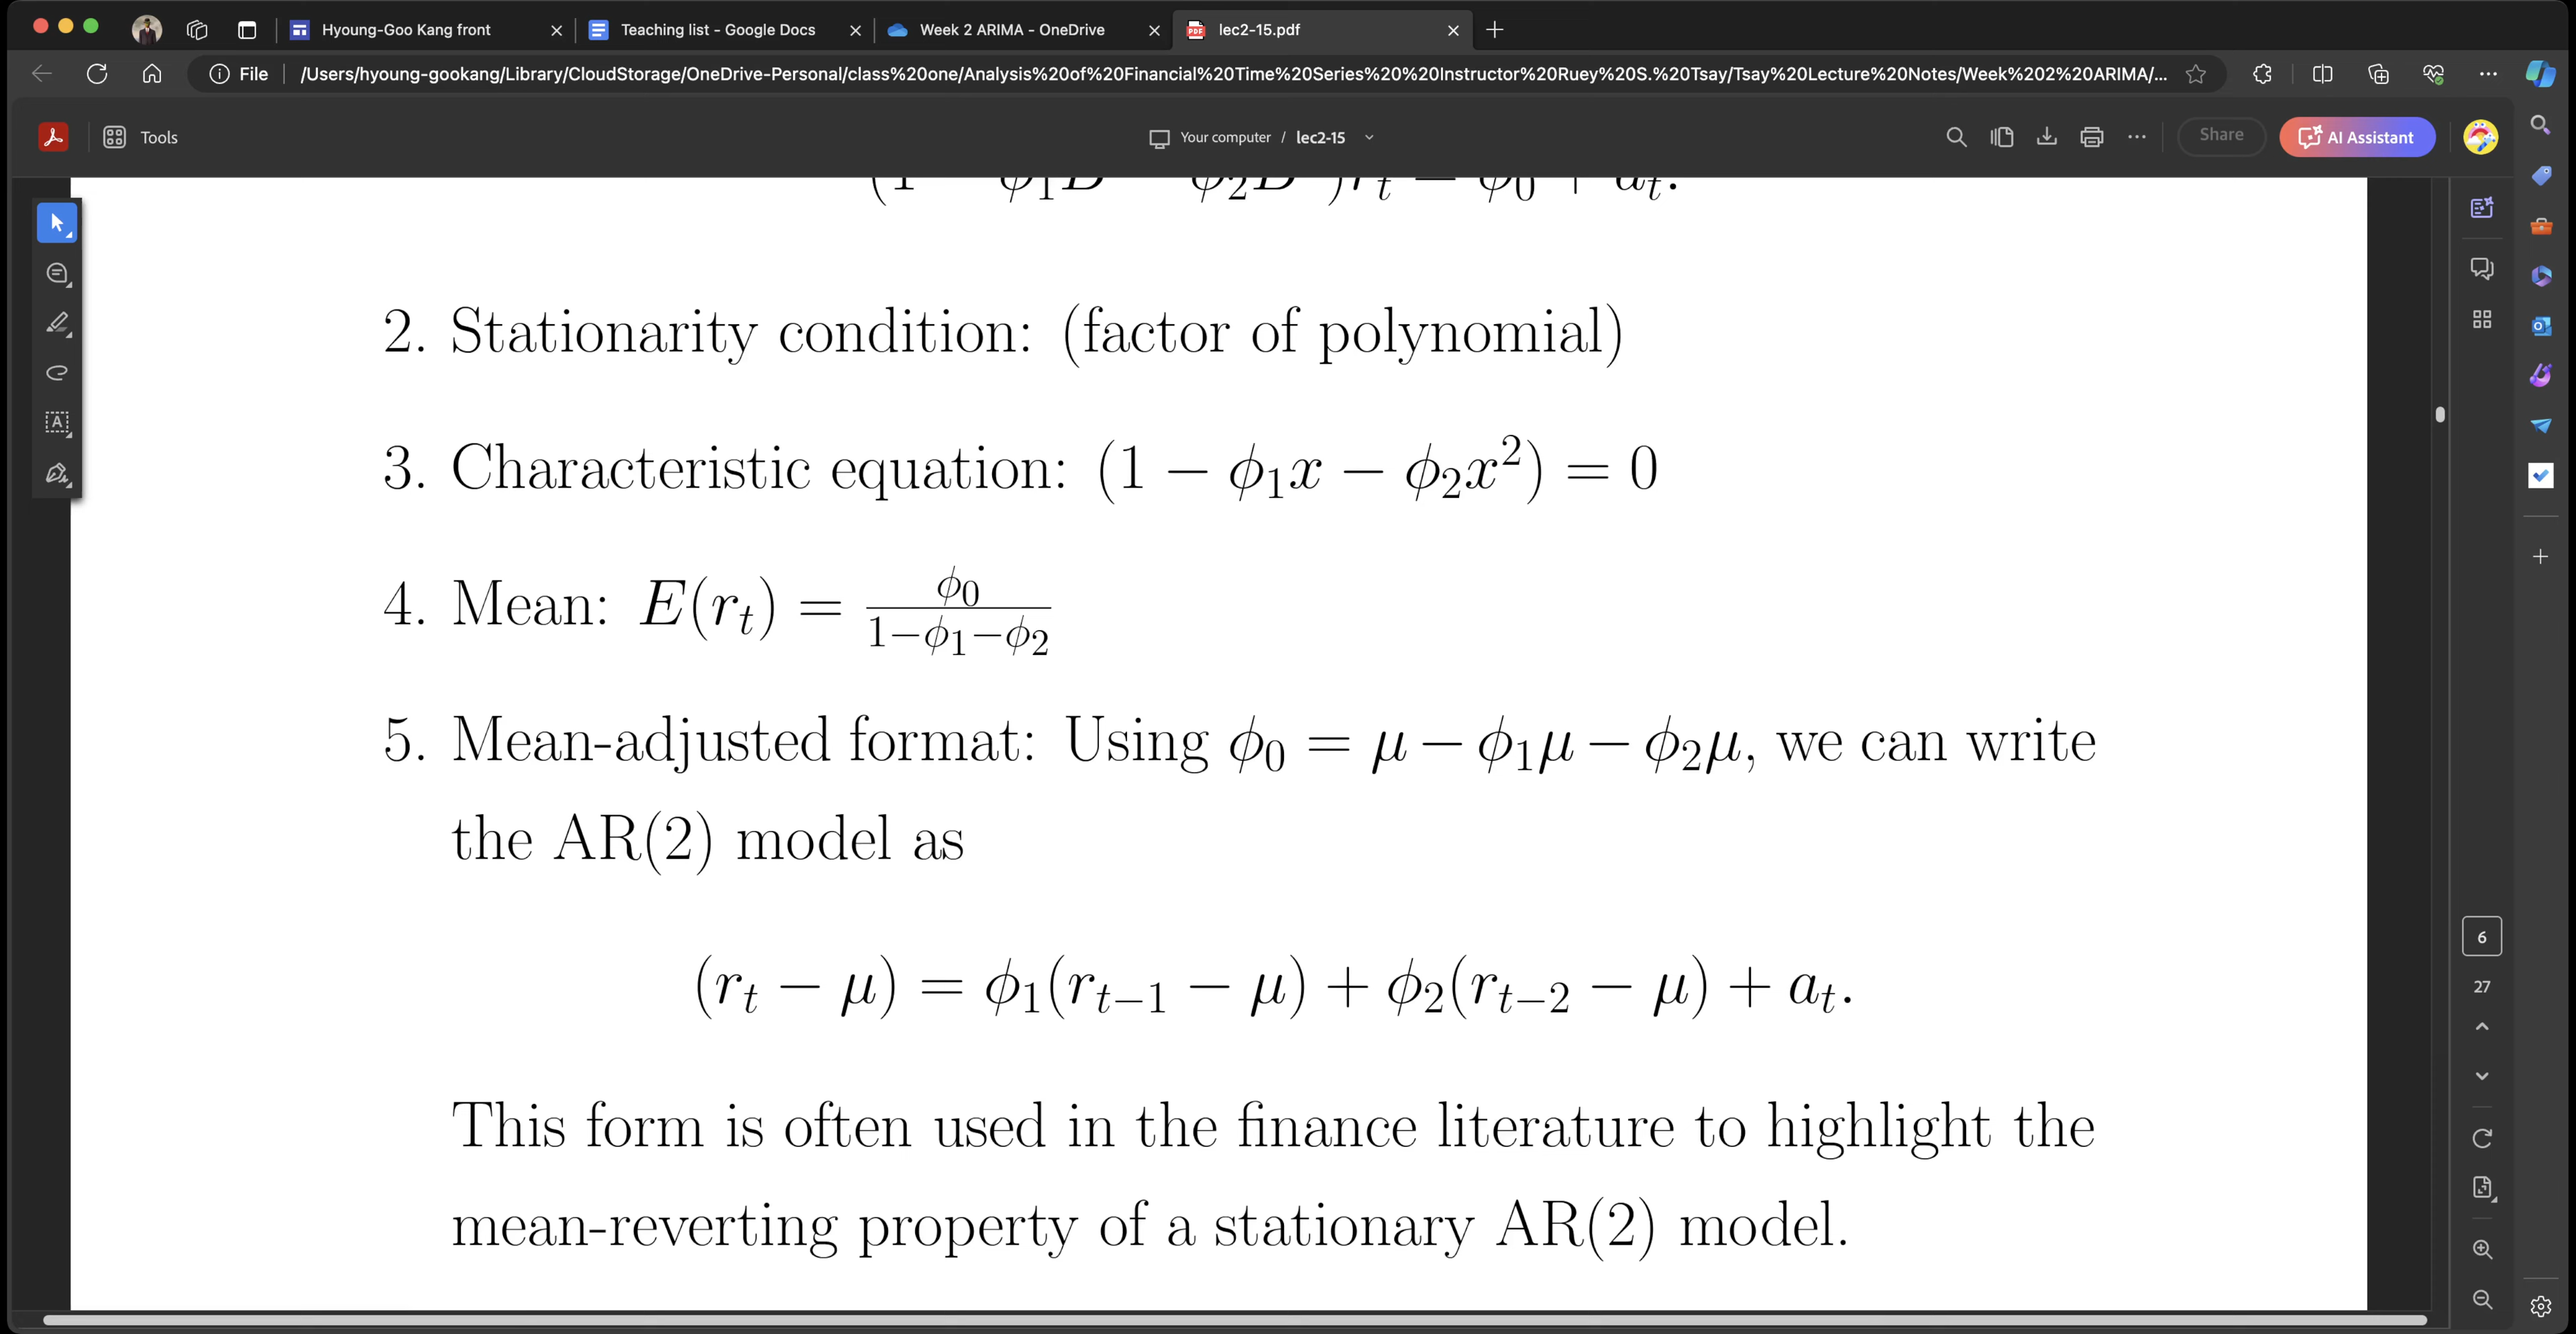 Hyoung-Goo Kang front
Teaching list - Google Docs
Week 2 ARIMA - OneDrive
lec2-15.pdf
File
/Users/hyoung-gookang/Library/CloudStorage/OneDrive-Personal/class%20one/Analysis%20of%20Financial%20Time%20Series%20%20Instructor%20Ruey%20S.%20Tsay/Tsay%20Lecture%20Notes/Week%202%20ARIMA/...
Tools
Your computer / lec2-15
Share
AI Assistant
2. Stationarity condition: (factor of polynomial)
3. Characteristic equation: (1 − ϕ₁x − ϕ₂x²) = 0
4. Mean: E(rₜ) = ϕ₀ / (1−ϕ₁−ϕ₂)
5. Mean-adjusted format: Using ϕ₀ = μ − ϕ₁μ − ϕ₂μ, we can write
the AR(2) model as
(rₜ − μ) = ϕ₁(rₜ₋₁ − μ) + ϕ₂(rₜ₋₂ − μ) + aₜ.
This form is often used in the finance literature to highlight the
mean-reverting property of a stationary AR(2) model.
6
27